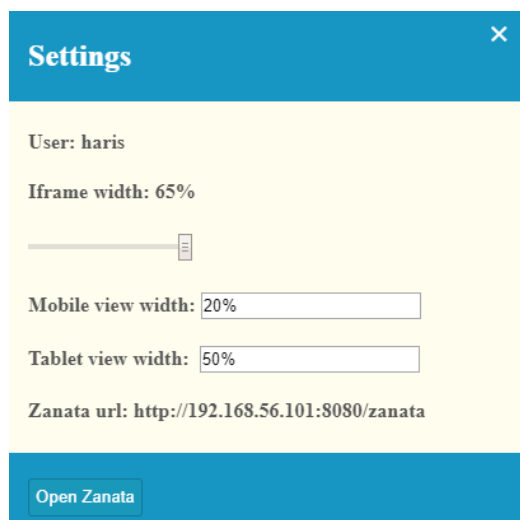 Settings
×
User: haris
Iframe width: 65%
Mobile view width: 20%
Tablet view width: 50%
Zanata url: http://192.168.56.101:8080/zanata
Open Zanata